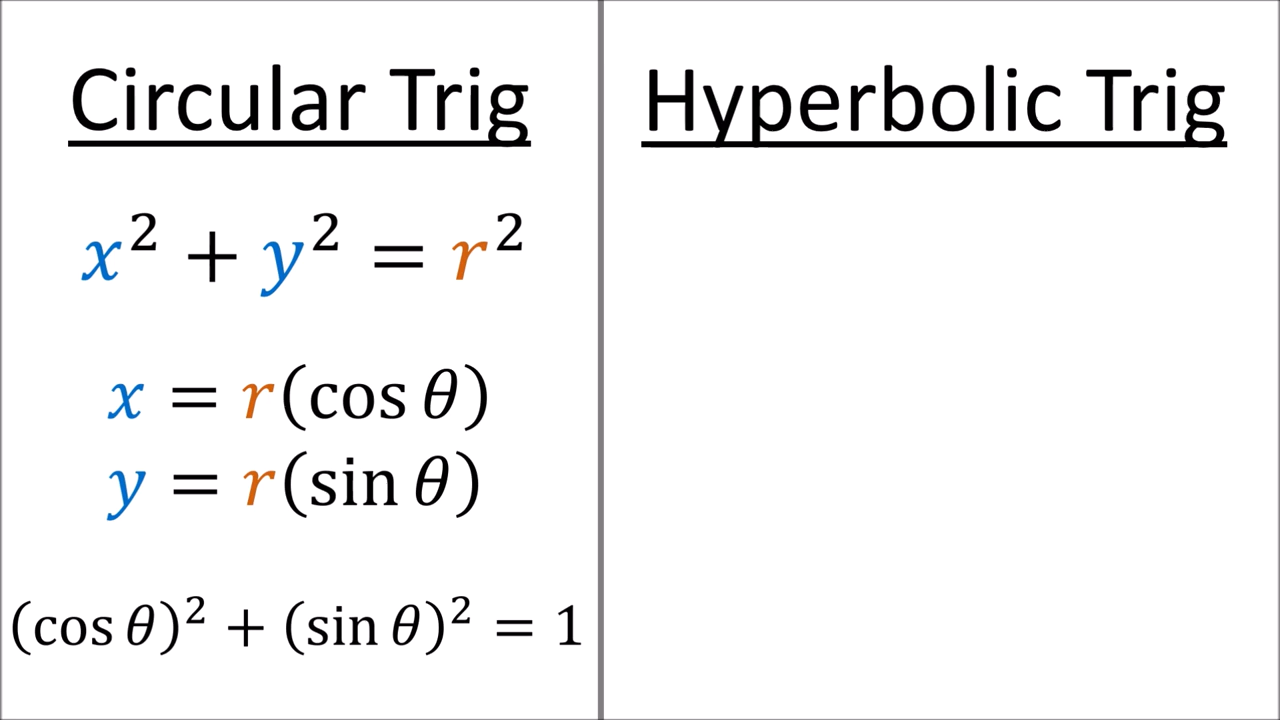 Circular Trig
x² + y² = r²
x = r(cos θ)
y = r(sin θ)
(cos θ)² + (sin θ)² = 1
Hyperbolic Trig